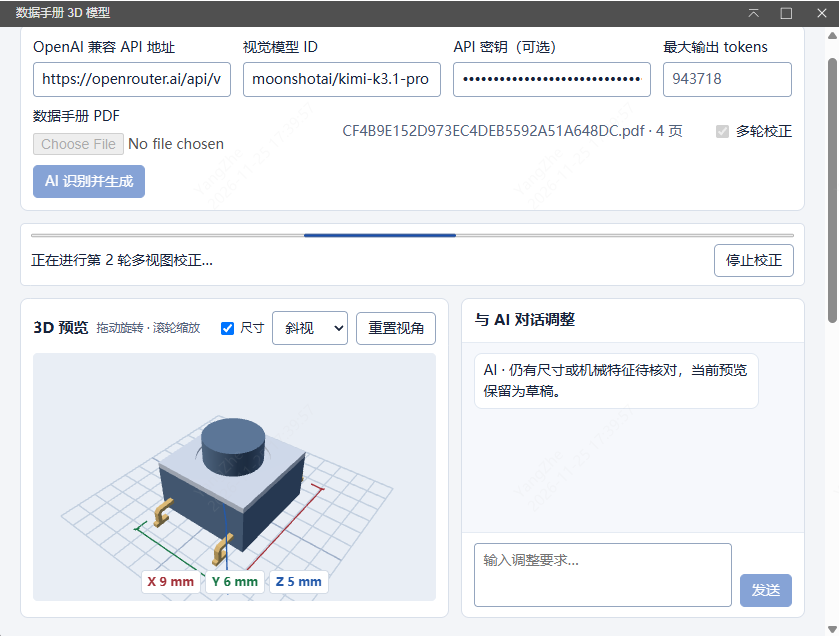 数据手册 3D 模型
OpenAI 兼容 API 地址
视觉模型 ID
API 密钥（可选）
最大输出 tokens
https://openrouter.ai/api/v
moonshotai/kimi-k3.1-pro
943718
数据手册 PDF
Choose File No file chosen
CF4B9E152D973EC4DEB5592A51A648DC.pdf · 4 页
多轮校正
AI 识别并生成
正在进行第 2 轮多视图校正...
停止校正
3D 预览 拖动旋转 · 滚轮缩放
尺寸
斜视
重置视角
X 9 mm
Y 6 mm
Z 5 mm
与 AI 对话调整
AI · 仍有尺寸或机械特征待核对，当前预览
保留为草稿。
输入调整要求...
发送